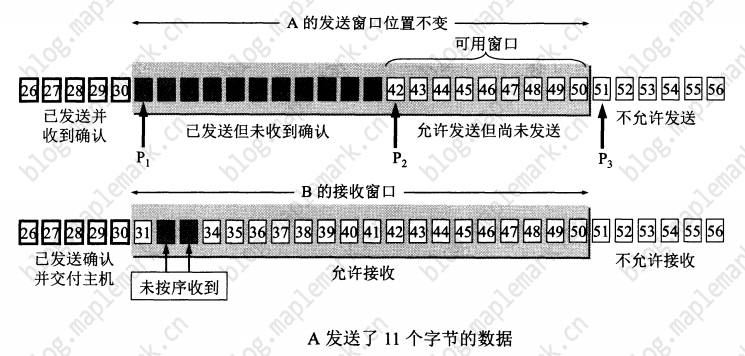 A 的发送窗口位置不变
可用窗口
26 27 28 29 30 42 43 44 45 46 47 48 49 50 51 52 53 54 55 56
已发送并
收到确认
已发送但未收到确认
允许发送但尚未发送
不允许发送
P1 P2 P3
B 的接收窗口
26 27 28 29 30 31 34 35 36 37 38 39 40 41 42 43 44 45 46 47 48 49 50 51 52 53 54 55 56
已发送确认
并交付主机
未按序收到
允许接收
不允许接收
A 发送了 11 个字节的数据
blog.maplemark.cn